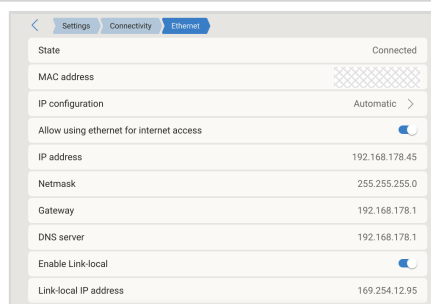 Settings Connectivity Ethernet
State Connected
MAC address
IP configuration Automatic
Allow using ethernet for internet access
IP address 192.168.178.45
Netmask 255.255.255.0
Gateway 192.168.178.1
DNS server 192.168.178.1
Enable Link-local
Link-local IP address 169.254.12.95